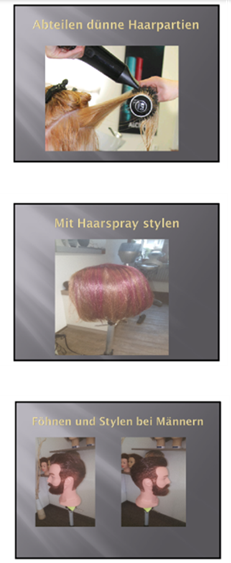 Abteilen dünne Haarpartien
Mit Haarspray stylen
Föhnen und Stylen bei Männern